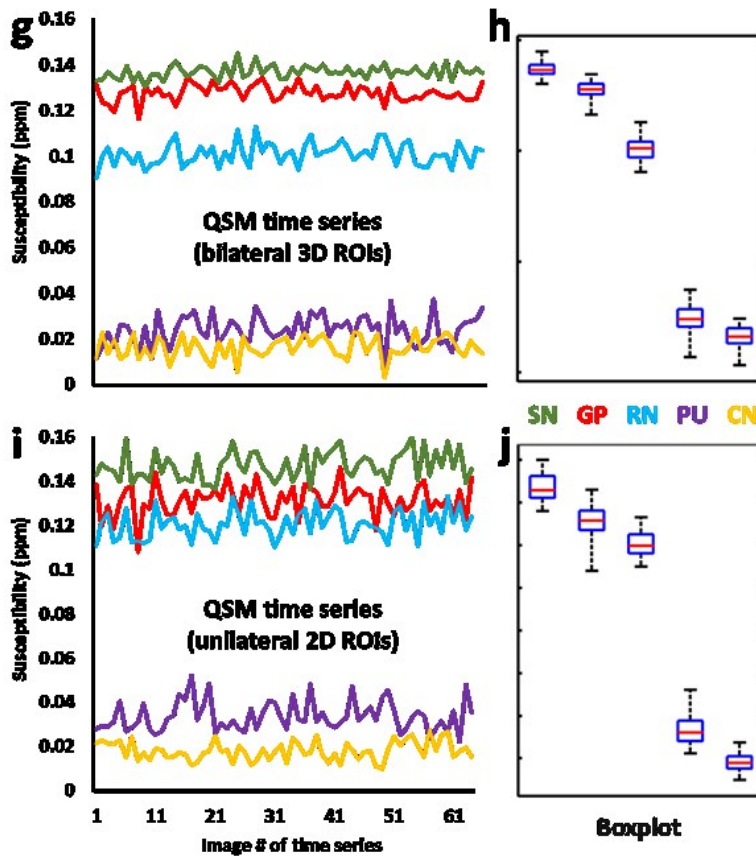 g
0.16
0.14
0.12
0.1
0.08
0.06
0.04
0.02
0
Susceptibility (ppm)
QSM time series
(bilateral 3D ROIs)
h
SN GP RN PU CN
0.16
0.14
0.12
0.1
0.08
0.06
0.04
0.02
0
Susceptibility (ppm)
QSM time series
(unilateral 2D ROIs)
1 11 21 31 41 51 61
Image # of time series
j
Boxplot